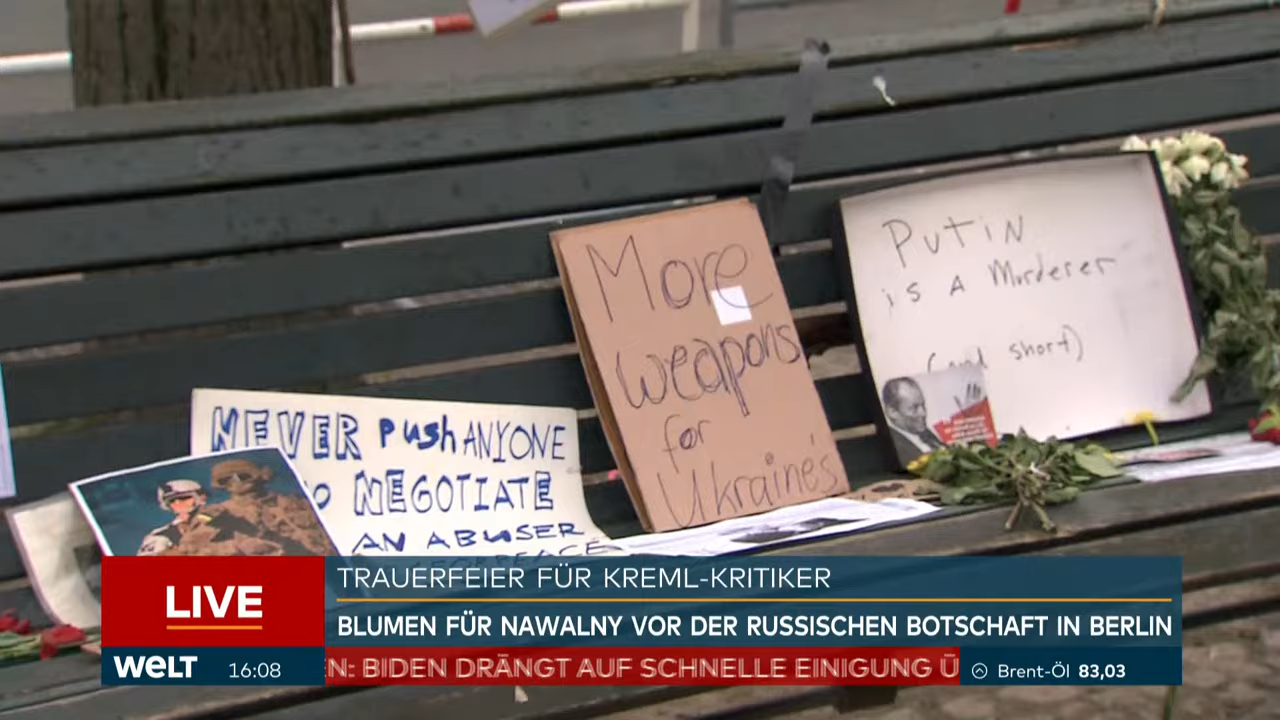 PUTIN
is A Murderer
short)
More
weapons
for
Ukraine's
NEVER Push ANYONE
NEGOTIATE
AN ABUSER
LIVE
TRAUERFEIER FÜR KREML-KRITIKER
BLUMEN FÜR NAWALNY VOR DER RUSSISCHEN BOTSCHAFT IN BERLIN
WELT 16:08
N: BIDEN DRÄNGT AUF SCHNELLE EINIGUNG Ü
Brent-Öl 83,03